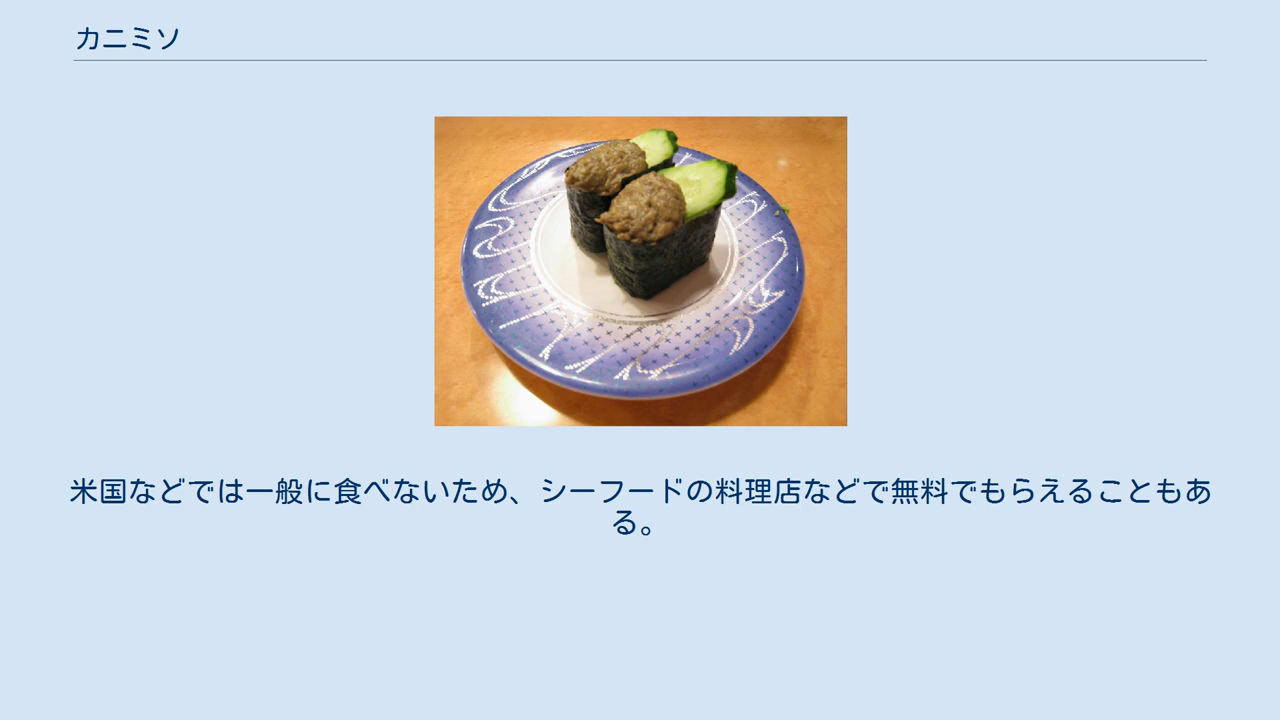 カニミソ
米国などでは一般に食べないため、シーフードの料理店などで無料でもらえることもあ
る。